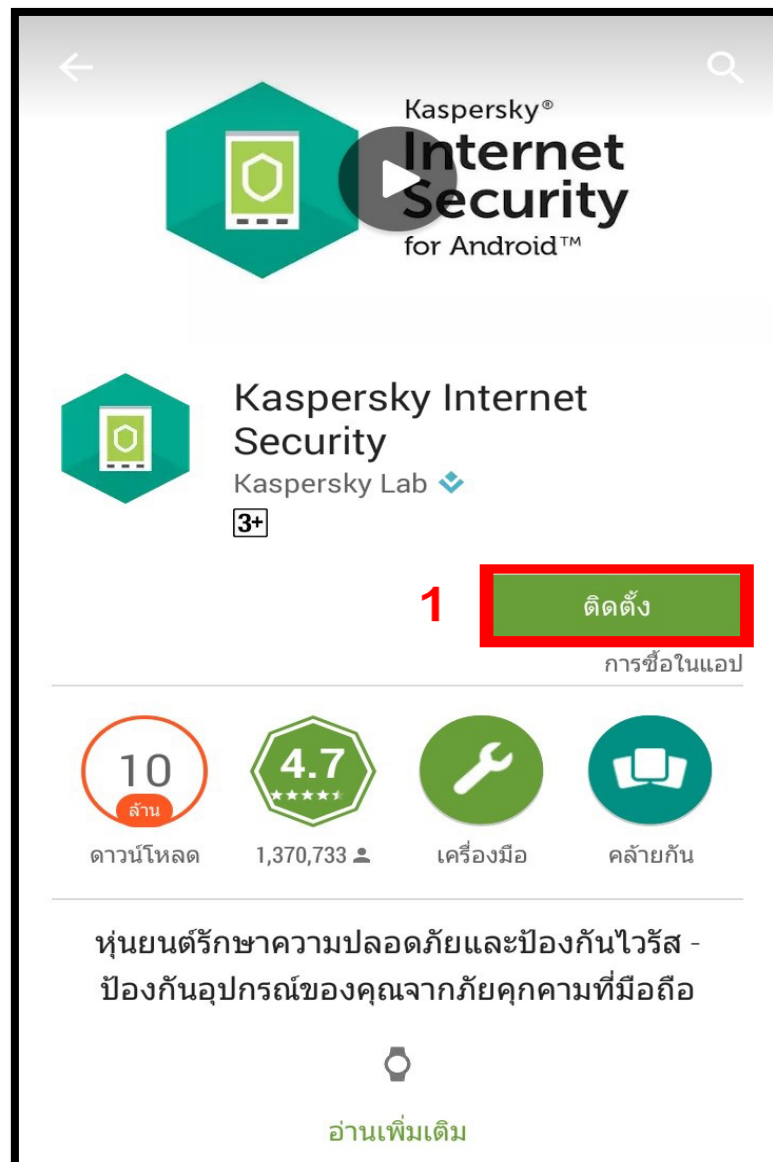 Kaspersky®
Internet
Security
for Android™
Kaspersky Internet
Security
Kaspersky Lab
3+
1
ติดตั้ง
การซื้อในแอป
10
ล้าน
ดาวน์โหลด
4.7
1,370,733
เครื่องมือ
คล้ายกัน
หุ่นยนต์รักษาความปลอดภัยและป้องกันไวรัส -
ป้องกันอุปกรณ์ของคุณจากภัยคุกคามที่มือถือ
อ่านเพิ่มเติม